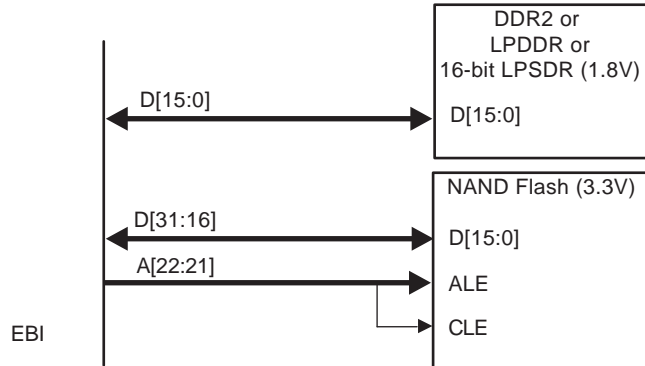 DDR2 or
LPDDR or
16-bit LPSDR (1.8V)
D[15:0]
D[15:0]
NAND Flash (3.3V)
D[31:16]
D[15:0]
A[22:21]
ALE
EBI
CLE